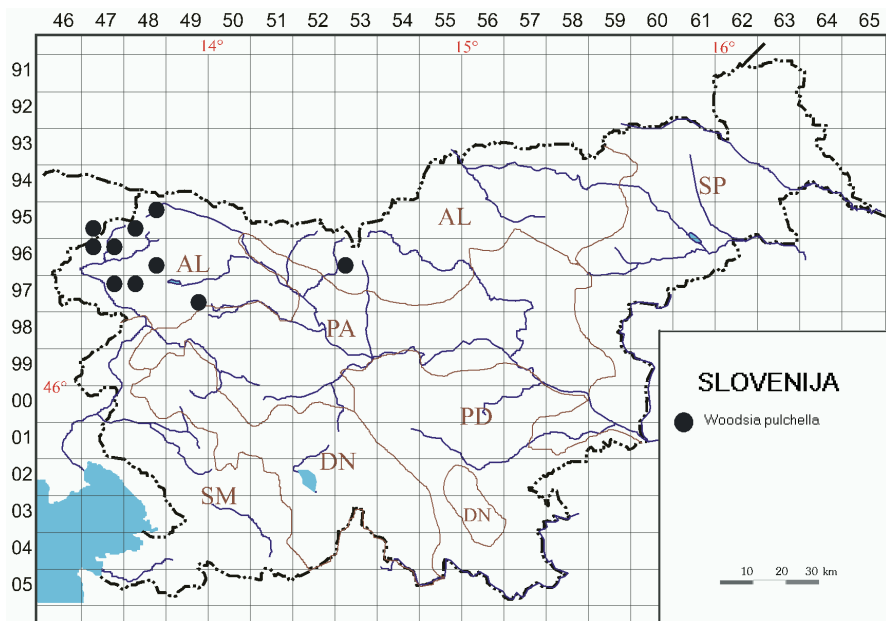 46 47 48 49 50 51 52 53 54 55 56 57 58 59 60 61 62 63 64 65
14° 15° 16°
91
92
93
94
SP
95
AL
96
AL
97
98
PA
99
46°
SLOVENIJA
00
PD
Woodsia pulchella
01
DN
02
SM
03
DN
04
05
10 20 30 km